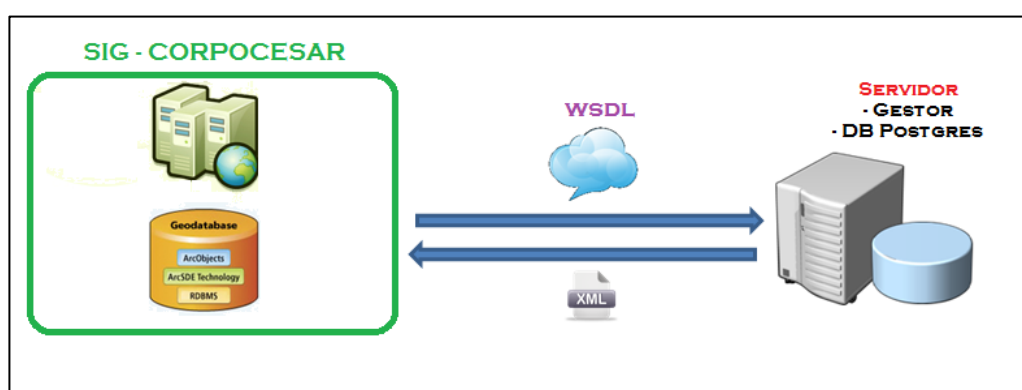 SIG - CORPOCESAR
Geodatabase
ArcObjects
ArcSDE Technology
RDBMS
WSDL
XML
SERVIDOR
- GESTOR
- DB POSTGRES